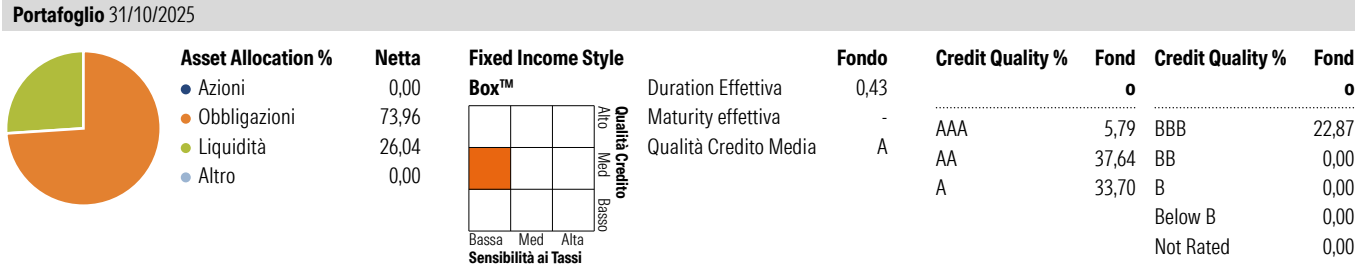 Portafoglio 31/10/2025
Asset Allocation % Netta
Azioni 0,00
Obbligazioni 73,96
Liquidità 26,04
Altro 0,00
Fixed Income Style Box™
Alto Med Basso
Qualità Credito
Bassa Med Alta
Sensibilità ai Tassi
Fondo
Duration Effettiva 0,43
Maturity effettiva -
Qualità Credito Media A
Credit Quality % Fond
o
AAA 5,79
AA 37,64
A 33,70
Credit Quality % Fond
o
BBB 22,87
BB 0,00
B 0,00
Below B 0,00
Not Rated 0,00